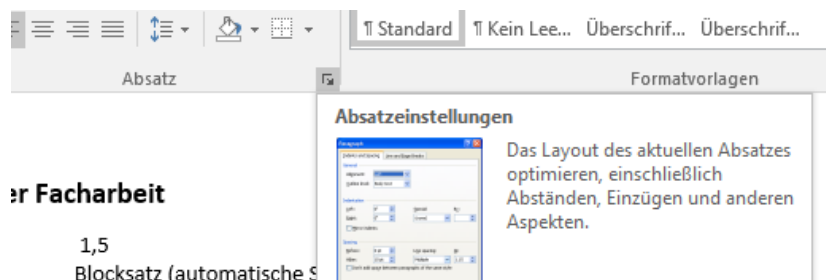 ¶ Standard ¶ Kein Lee... Überschrif... Überschrif...
Absatz Formatvorlagen
Absatzeinstellungen
Das Layout des aktuellen Absatzes
optimieren, einschließlich
Abständen, Einzügen und anderen
Aspekten.
er Facharbeit
1,5
Blocksatz (automatische S